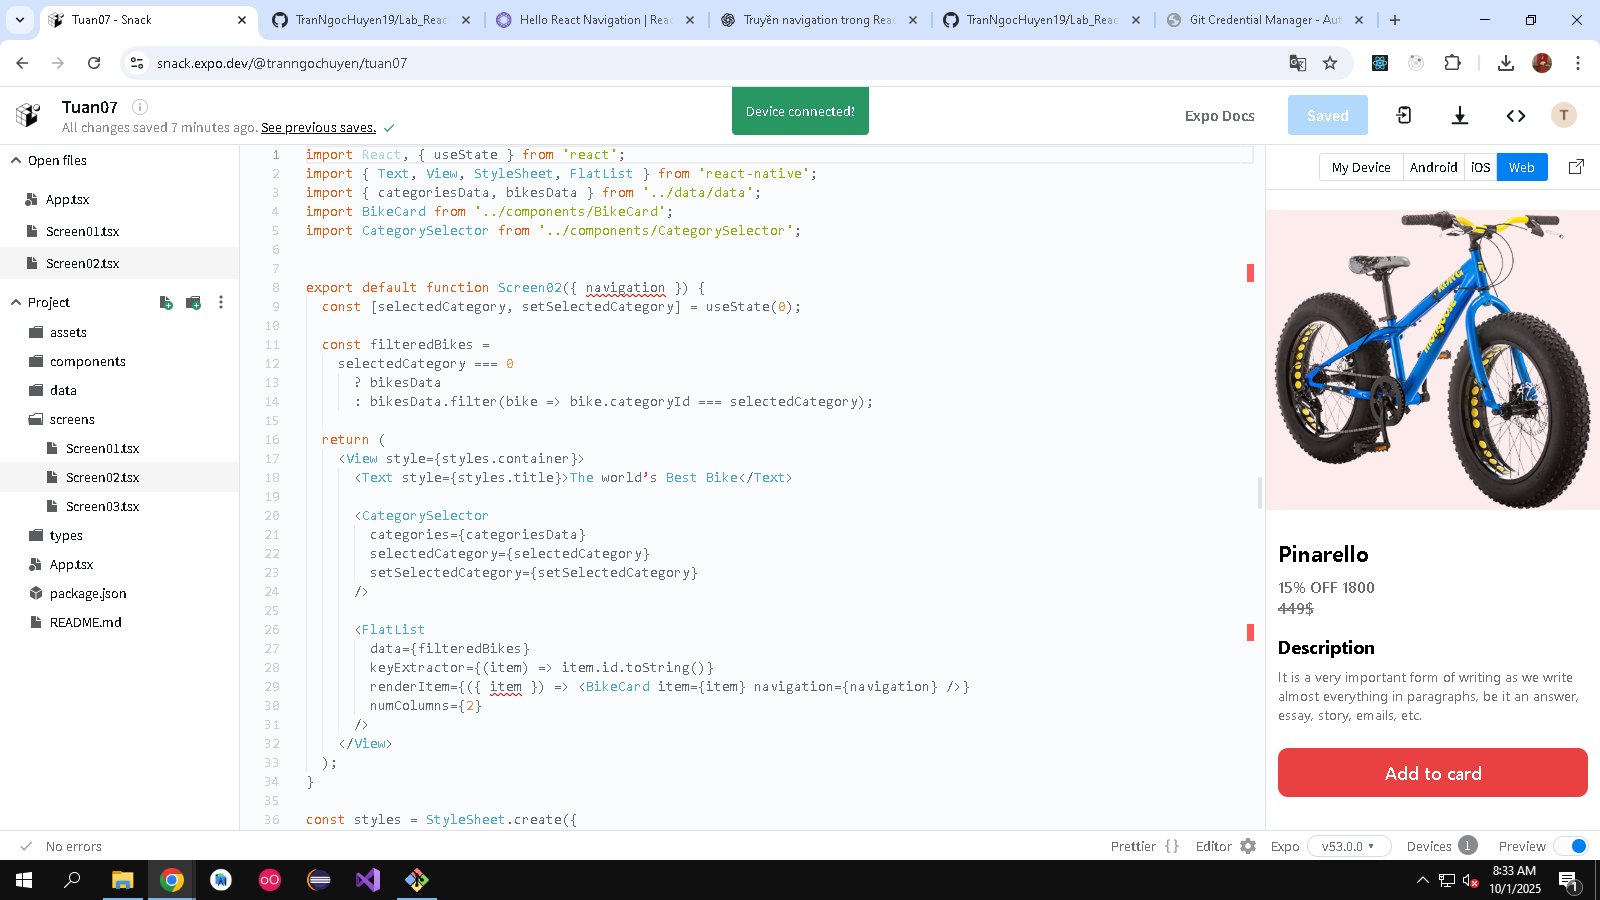 Tuan07 - Snack
TranNgocHuyen19/Lab_Reac
Hello React Navigation | Reac
Truyền navigation trong Reac
TranNgocHuyen19/Lab_Reac
Git Credential Manager - Aut
snack.expo.dev/@tranngochuyen/tuan07
Tuan07
All changes saved 7 minutes ago. See previous saves.
Device connected!
Expo Docs
Saved
T
Open files
App.tsx
Screen01.tsx
Screen02.tsx
Project
assets
components
data
screens
Screen01.tsx
Screen02.tsx
Screen03.tsx
types
App.tsx
package.json
README.md
1 import React, { useState } from 'react';
2 import { Text, View, StyleSheet, FlatList } from 'react-native';
3 import { categoriesData, bikesData } from '../data/data';
4 import BikeCard from '../components/BikeCard';
5 import CategorySelector from '../components/CategorySelector';
6
7
8 export default function Screen02({ navigation }) {
9 const [selectedCategory, setSelectedCategory] = useState(0);
10
11 const filteredBikes =
12 selectedCategory === 0
13 ? bikesData
14 : bikesData.filter(bike => bike.categoryId === selectedCategory);
15
16 return (
17 <View style={styles.container}>
18 <Text style={styles.title}>The world's Best Bike</Text>
19
20 <CategorySelector
21 categories={categoriesData}
22 selectedCategory={selectedCategory}
23 setSelectedCategory={setSelectedCategory}
24 />
25
26 <FlatList
27 data={filteredBikes}
28 keyExtractor={(item) => item.id.toString()}
29 renderItem={({ item }) => <BikeCard item={item} navigation={navigation} />}
30 numColumns={2}
31 />
32 </View>
33 );
34 }
35
36 const styles = StyleSheet.create({
My Device
Android
iOS
Web
mongoose
Pinarello
15% OFF 1800
449$
Description
It is a very important form of writing as we write
almost everything in paragraphs, be it an answer,
essay, story, emails, etc.
Add to card
No errors
Prettier {}
Editor
Expo
v53.0.0
Devices 1
Preview
8:33 AM
10/1/2025
1